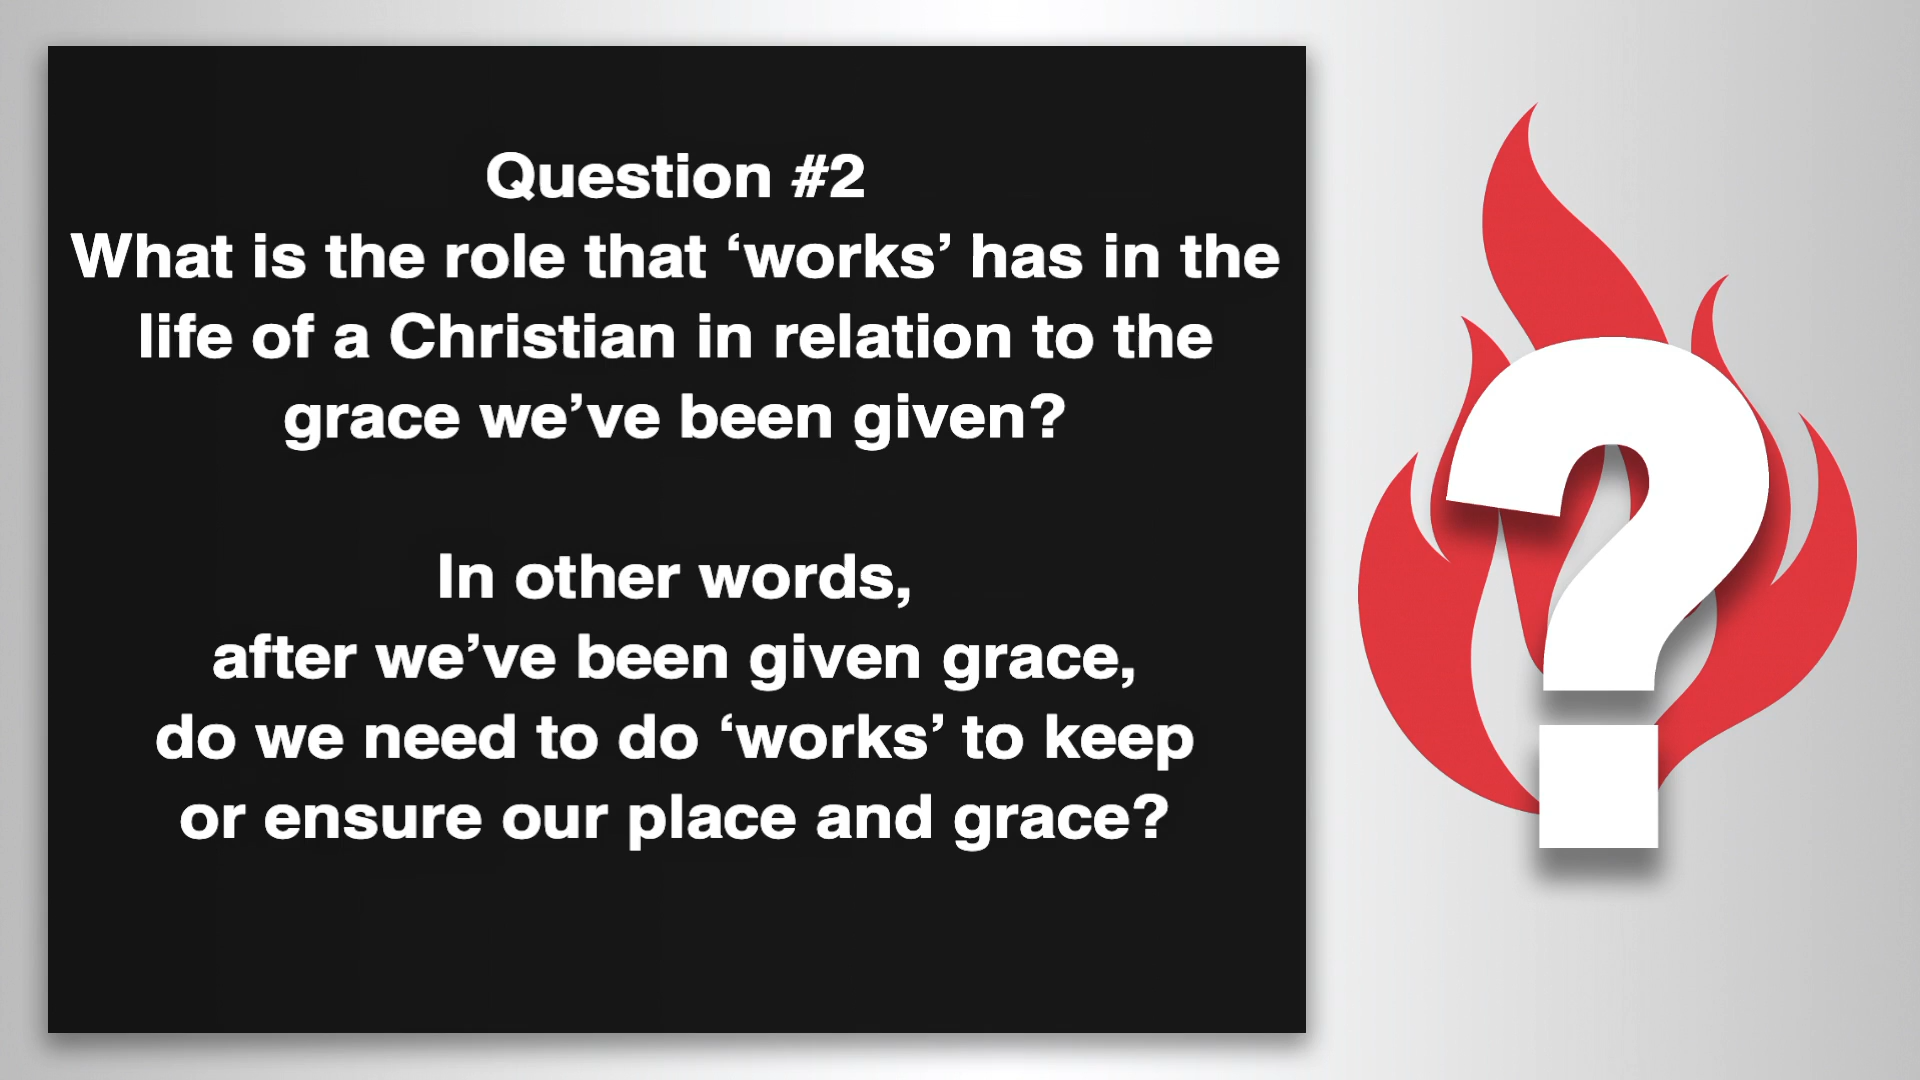 Question #2
What is the role that ‘works’ has in the
life of a Christian in relation to the
grace we’ve been given?
In other words,
after we’ve been given grace,
do we need to do ‘works’ to keep
or ensure our place and grace?
?